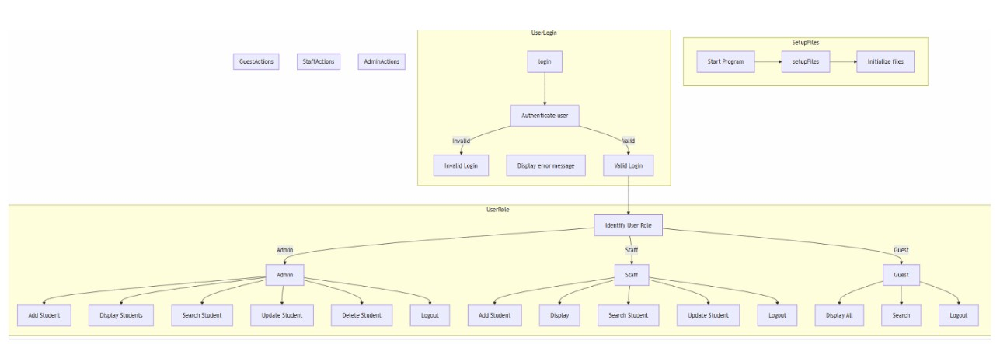 UserLogin
SetupFiles
GuestActions
StaffActions
AdminActions
login
Start Program
setupFiles
Initialize files
Authenticate user
Invalid
Valid
Invalid Login
Display error message
Valid Login
UserRole
Identify User Role
Admin
Staff
Guest
Admin
Staff
Guest
Add Student
Display Students
Search Student
Update Student
Delete Student
Logout
Add Student
Display
Search Student
Update Student
Logout
Display All
Search
Logout